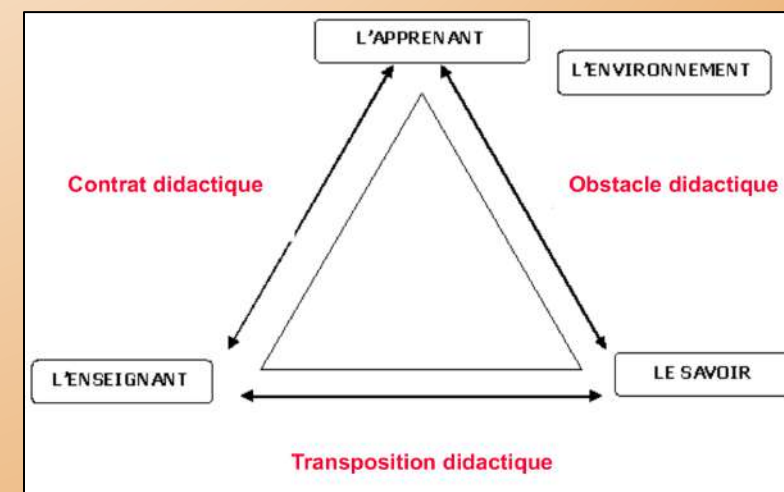 L'APPRENANT
L'ENVIRONNEMENT
Contrat didactique
Obstacle didactique
L'ENSEIGNANT
LE SAVOIR
Transposition didactique